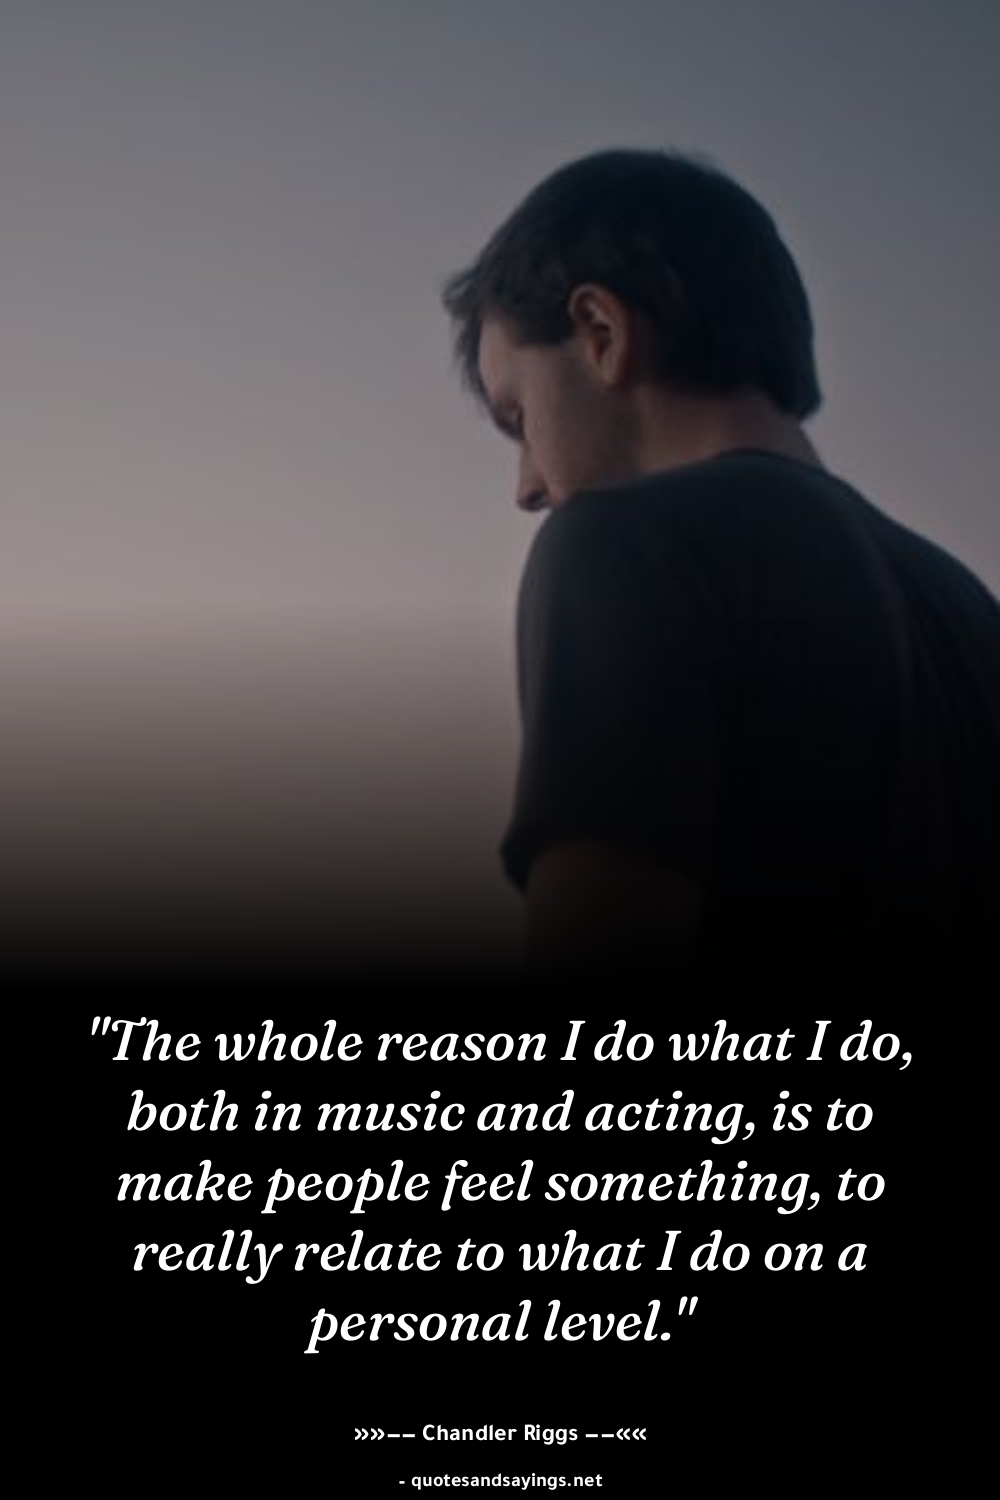 "The whole reason I do what I do,
both in music and acting, is to
make people feel something, to
really relate to what I do on a
personal level."
»»–– Chandler Riggs ––««
- quotesandsayings.net